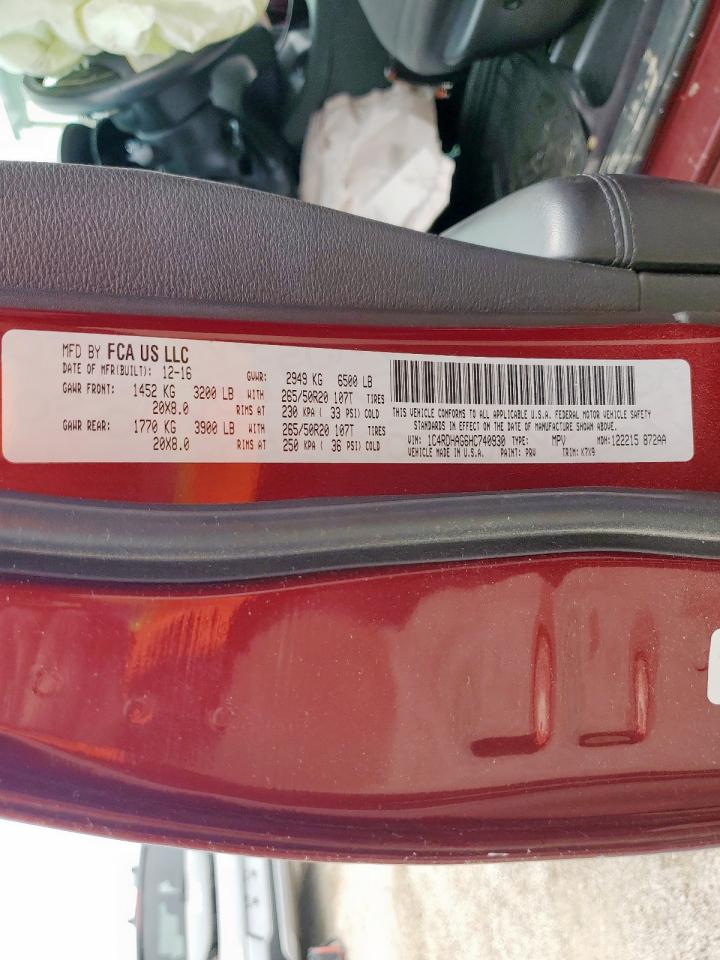 MFD BY FCA US LLC
DATE OF MFR(BUILT): 12-16 GVWR: 2949 KG 6500 LB
GAWR FRONT: 1452 KG 3200 LB WITH 265/50R20 107T TIRES
20X8.0 RIMS AT 230 KPA ( 33 PSI) COLD
GAWR REAR: 1770 KG 3900 LB WITH 265/50R20 107T TIRES
20X8.0 RIMS AT 250 KPA ( 36 PSI) COLD
THIS VEHICLE CONFORMS TO ALL APPLICABLE U.S.A. FEDERAL MOTOR VEHICLE SAFETY
STANDARDS IN EFFECT ON THE DATE OF MANUFACTURE SHOWN ABOVE.
VIN: 1C4RDHAG6HC740930 TYPE: MPV MDH:122215 872AA
VEHICLE MADE IN U.S.A. PAINT: PRV TRIM: K7X9